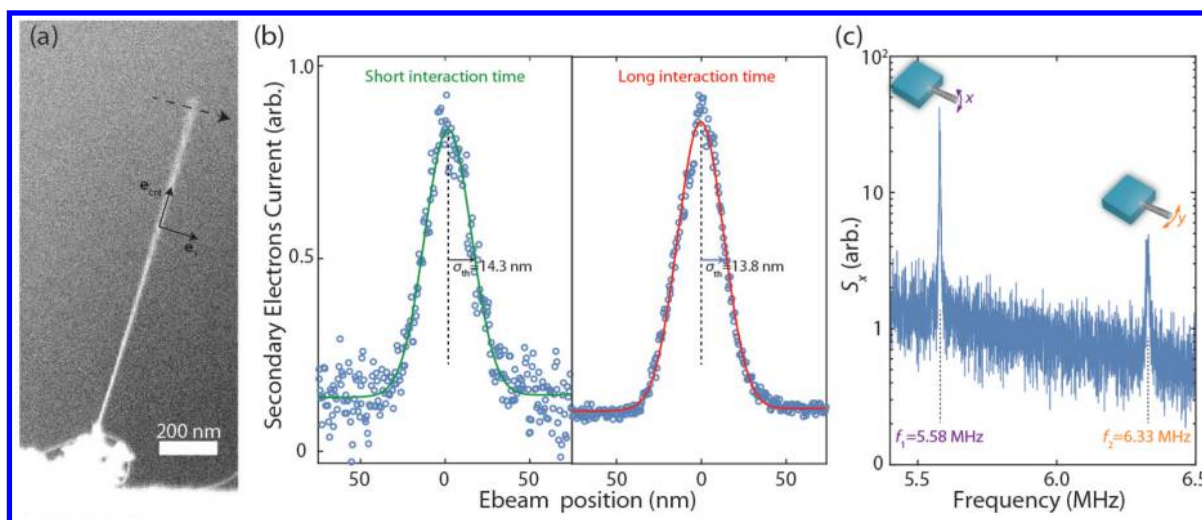 (a)
e_cnt
e_⊥
200 nm
(b)
Secondary Electrons Current (arb.)
1.0
0.5
0
Short interaction time
σ_th=14.3 nm
Long interaction time
σ_th=13.8 nm
50
0
50
50
0
50
Ebeam position (nm)
(c)
S_x (arb.)
10²
10
1
0
x
y
f₁=5.58 MHz
f₂=6.33 MHz
5.5
6.0
6.5
Frequency (MHz)